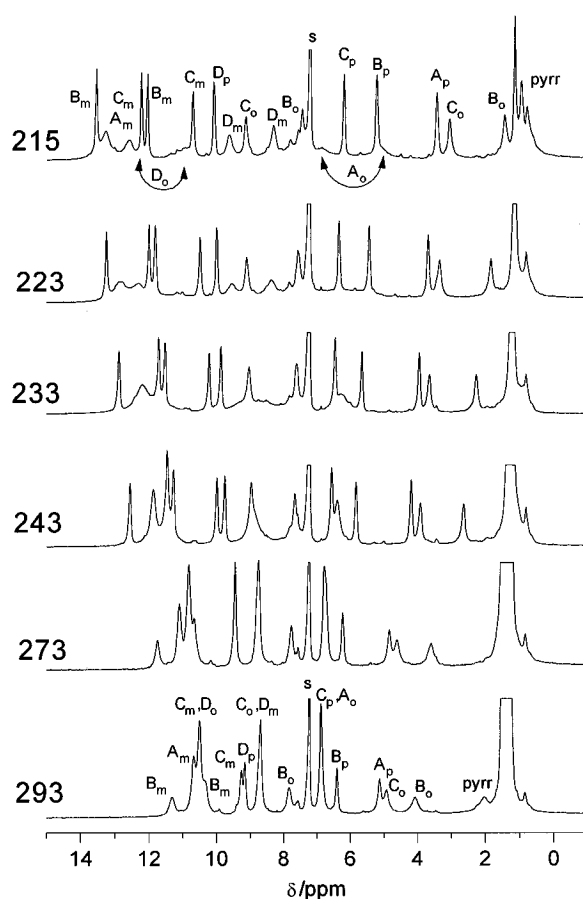 s
B_m C_m A_m B_m C_m D_p D_m C_o D_m B_o C_p B_p A_p C_o B_o pyrr
215
D_o A_o
223
233
243
273
s
C_m,D_o C_o,D_m C_p,A_o
B_m A_m B_m C_m D_p B_o B_p A_p C_o B_o pyrr
293
14 12 10 8 6 4 2 0
δ/ppm